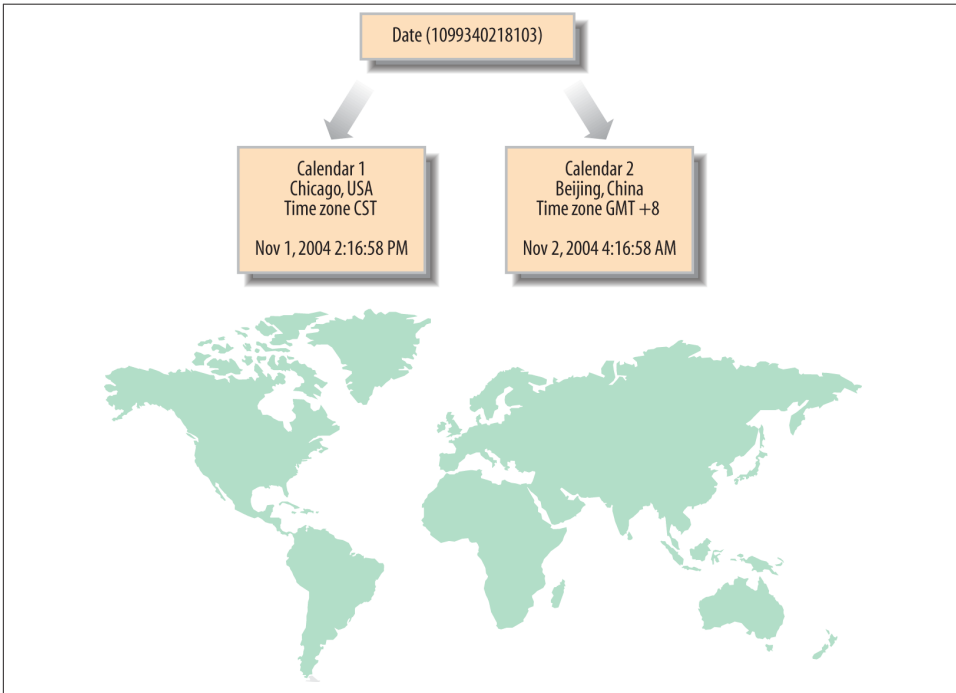 Date (1099340218103)
Calendar 1
Chicago, USA
Time zone CST
Nov 1, 2004 2:16:58 PM
Calendar 2
Beijing, China
Time zone GMT +8
Nov 2, 2004 4:16:58 AM